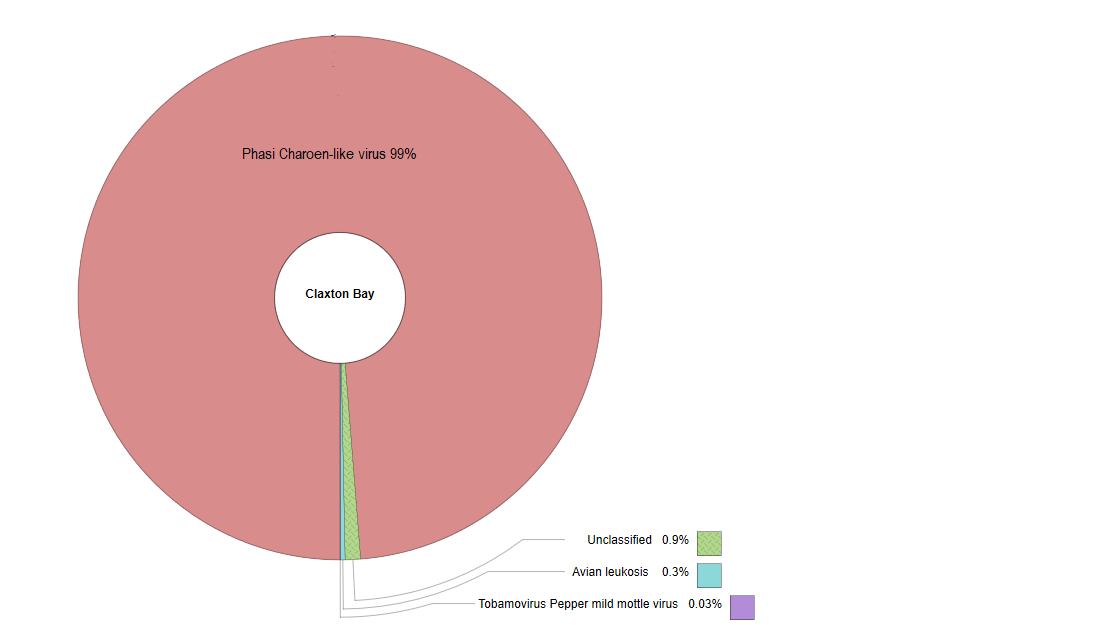 Phasi Charoen-like virus 99%
Claxton Bay
Unclassified 0.9%
Avian leukosis 0.3%
Tobamovirus Pepper mild mottle virus 0.03%